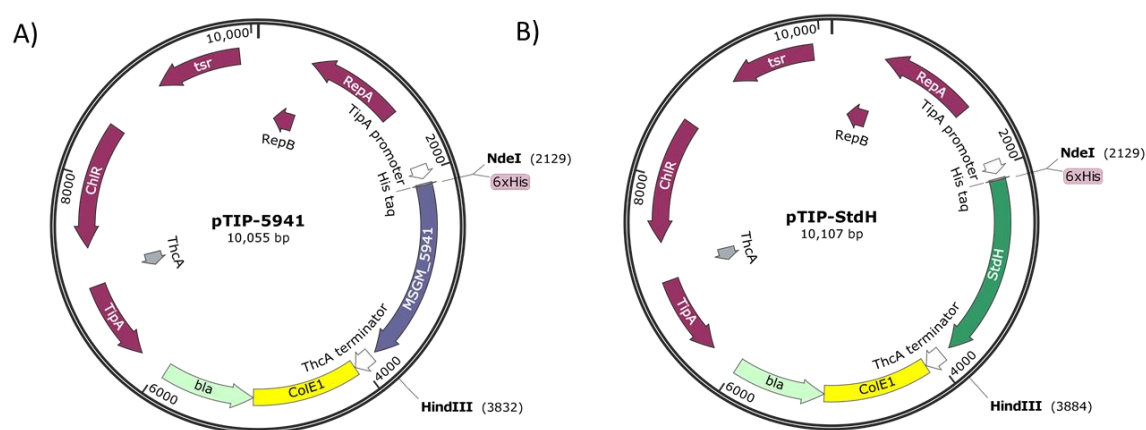 A)
10,000
tsr
RepA
RepB
TipA promoter
2000
NdeI (2129)
6xHis
His taq
ChlR
8000
pTIP-5941
10,055 bp
MSGM_5941
ThcA
TipA
ThcA terminator
4000
bla
ColE1
6000
HindIII (3832)
B)
10,000
tsr
RepA
RepB
TipA promoter
2000
NdeI (2129)
6xHis
His taq
ChlR
8000
pTIP-StdH
10,107 bp
StdH
ThcA
TipA
ThcA terminator
4000
bla
ColE1
6000
HindIII (3884)